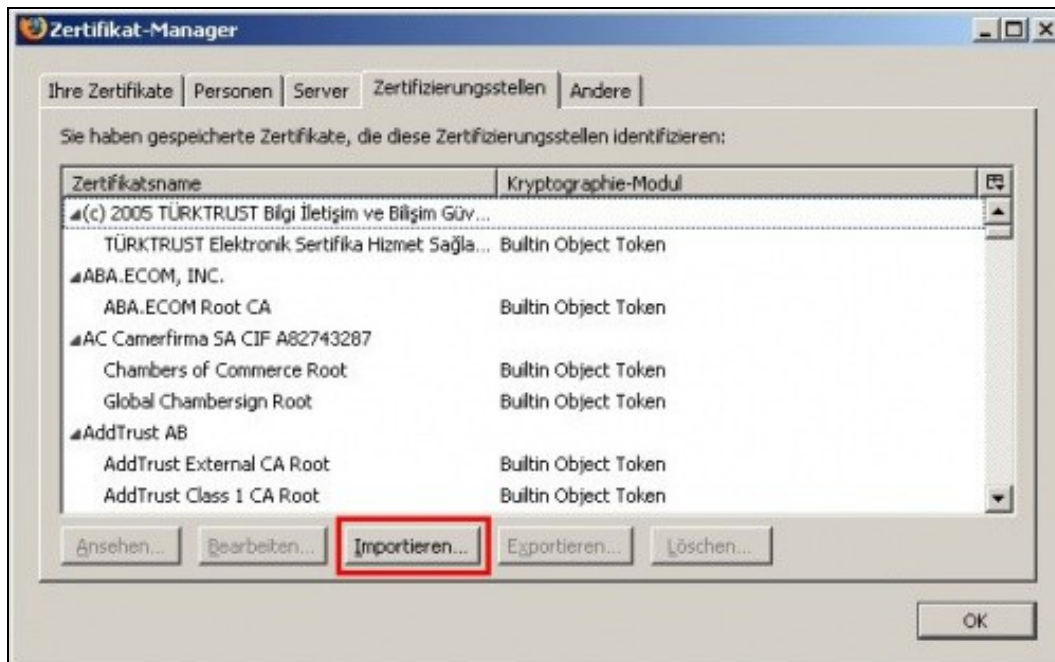 Zertifikat-Manager
Ihre Zertifikate Personen Server Zertifizierungsstellen Andere
Sie haben gespeicherte Zertifikate, die diese Zertifizierungsstellen identifizieren:
Zertifikatsname Kryptographie-Modul
(c) 2005 TÜRKTRUST Bilgi İletişim ve Bilişim Güv...
TÜRKTRUST Elektronik Sertifika Hizmet Sağla... Builtin Object Token
ABA.ECOM, INC.
ABA.ECOM Root CA Builtin Object Token
AC Camerfirma SA CIF A82743287
Chambers of Commerce Root Builtin Object Token
Global Chambersign Root Builtin Object Token
AddTrust AB
AddTrust External CA Root Builtin Object Token
AddTrust Class 1 CA Root Builtin Object Token
Ansehen... Bearbeiten... Importieren... Exportieren... Löschen...
OK